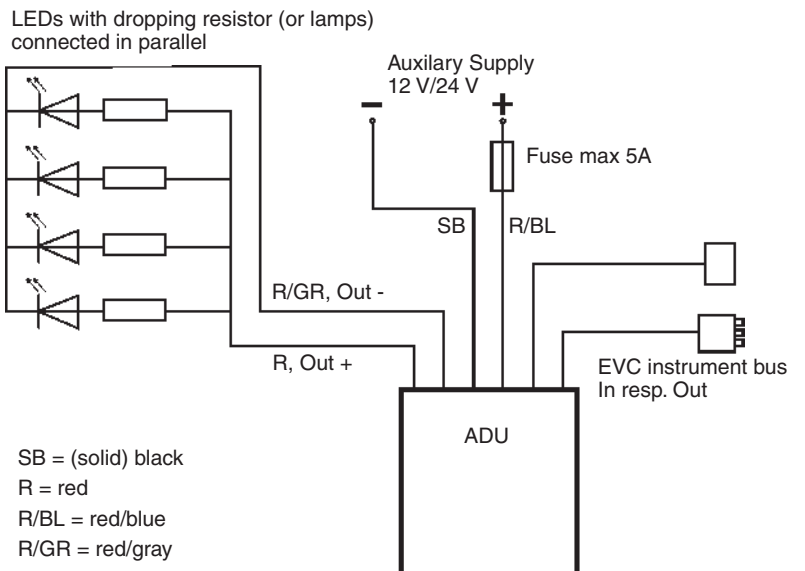 LEDs with dropping resistor (or lamps)
connected in parallel
Auxilary Supply
12 V/24 V
Fuse max 5A
SB
R/BL
R/GR, Out -
R, Out +
EVC instrument bus
In resp. Out
ADU
SB = (solid) black
R = red
R/BL = red/blue
R/GR = red/gray